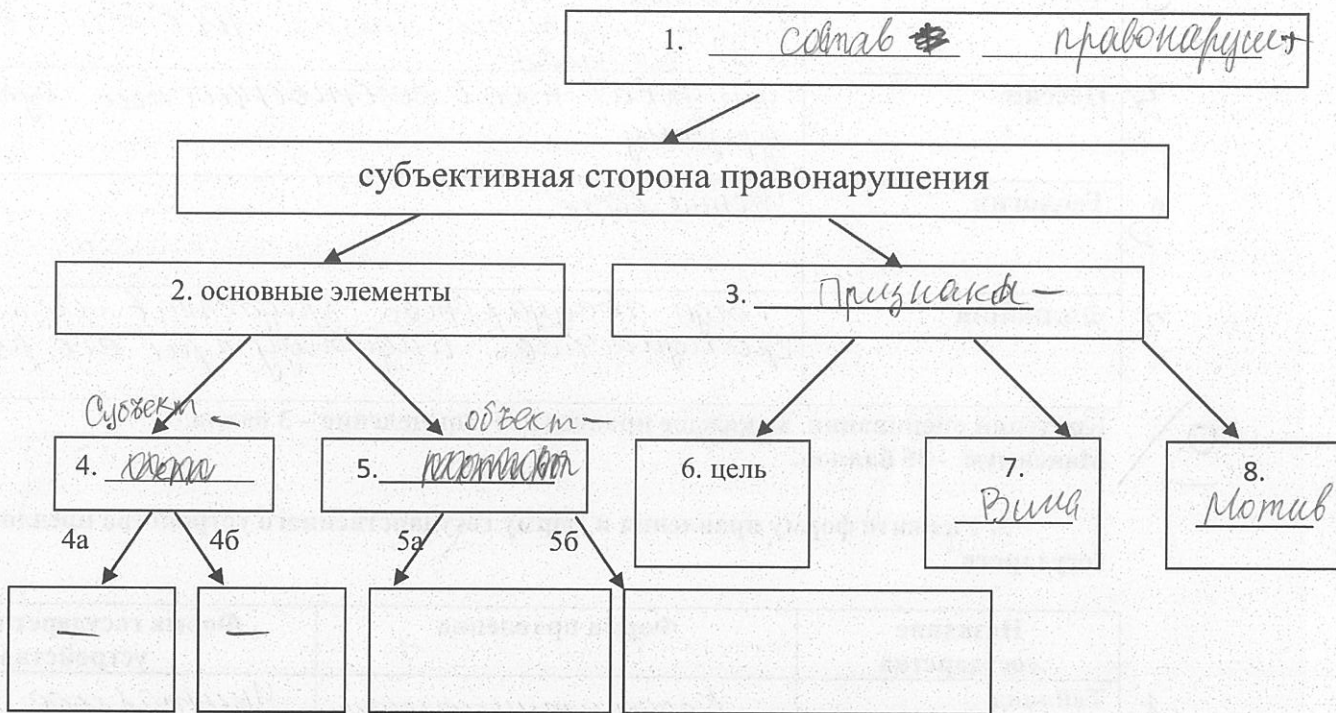 1. состав правонаруш
субъективная сторона правонарушения
2. основные элементы
3. Признаки –
Субъект –
объект –
4.
5.
6. цель
7. Вина
8. Мотив
4а 4б 5а 5б
– –